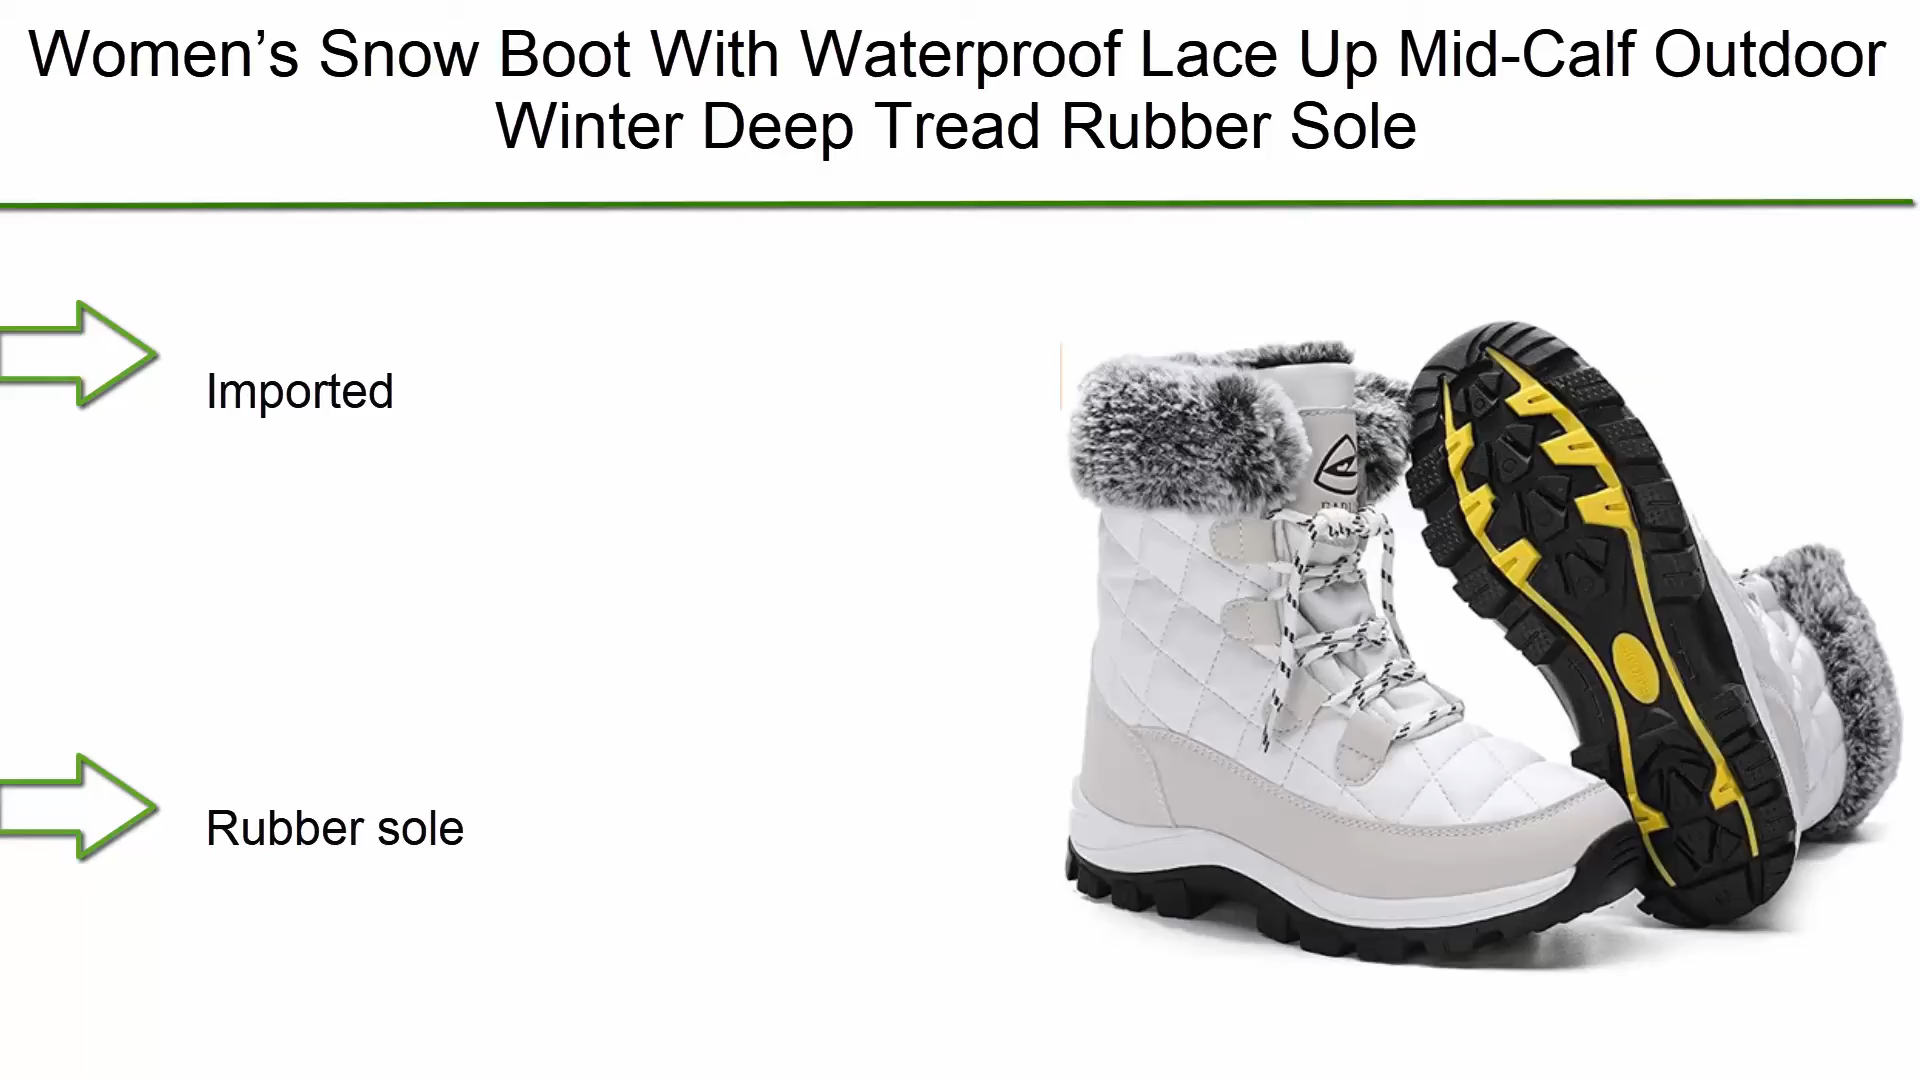 Women’s Snow Boot With Waterproof Lace Up Mid-Calf Outdoor
Winter Deep Tread Rubber Sole
Imported
Rubber sole